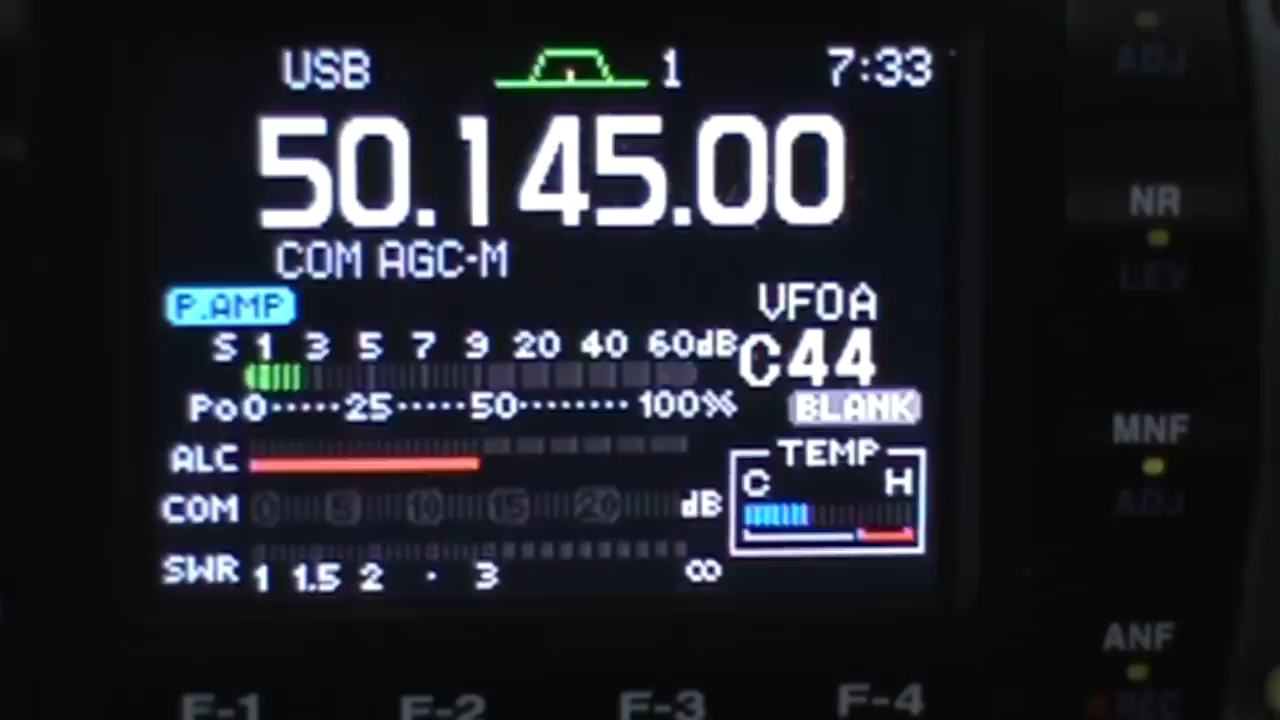 USB 1 7:33
50.145.00
COM AGC-M
P.AMP VFOA
S 1 3 5 7 9 20 40 60dB C44
Po0·····25·····50········100% BLANK
ALC TEMP
C H
COM 0 5 10 15 20 dB
SWR 1 1.5 2 · 3 ∞
F-1 F-2 F-3 F-4
ADJ
NR
LEV
MNF
ADJ
ANF
REC